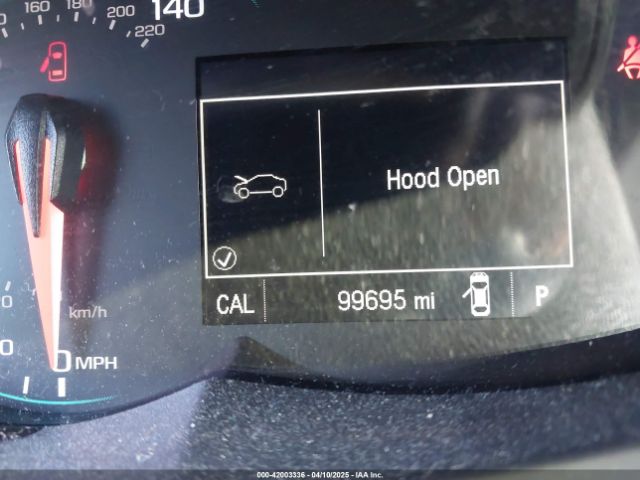 160 180 200 220 140
Hood Open
CAL 99695 mi P
km/h
0 MPH
000-42003336 - 04/10/2025 - IAA Inc.